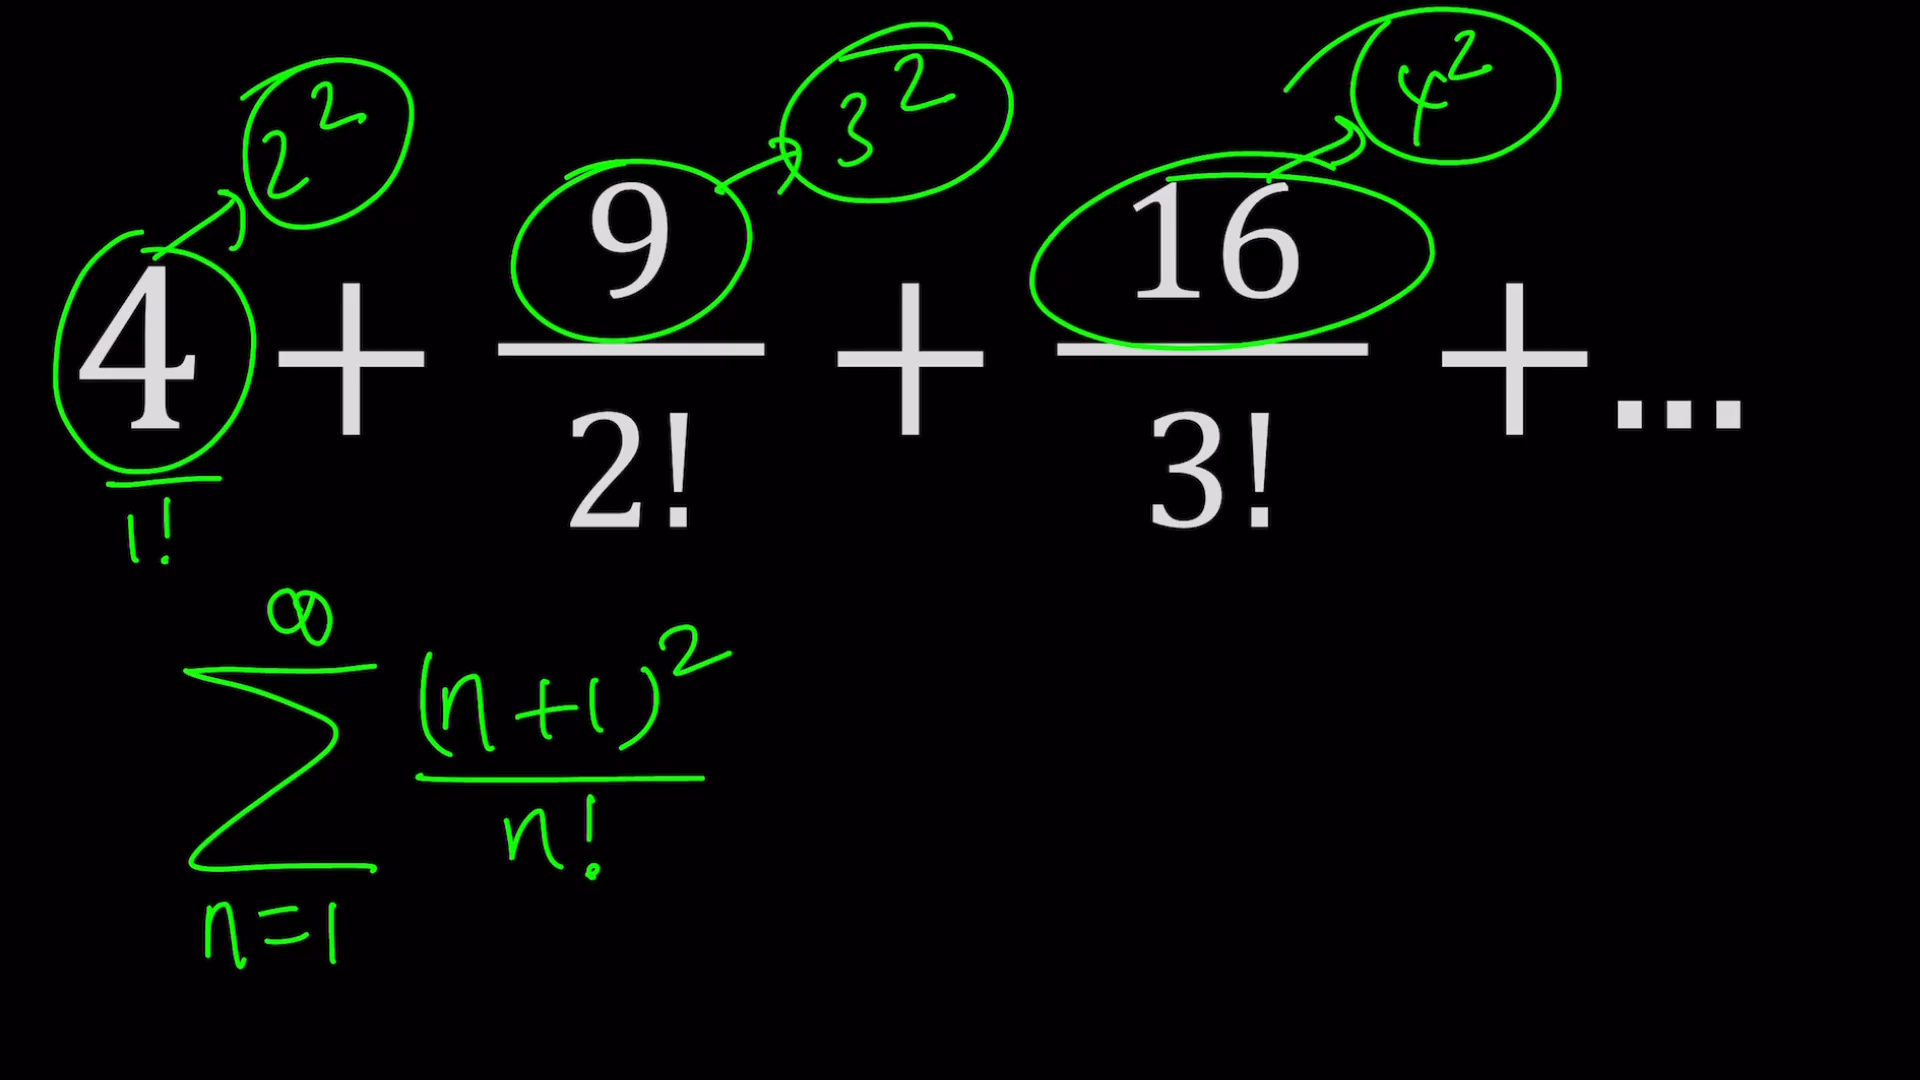 2² 3² 4²
4 + 9/2! + 16/3! + ...
1!
∞
∑ (n+1)²/n!
n=1